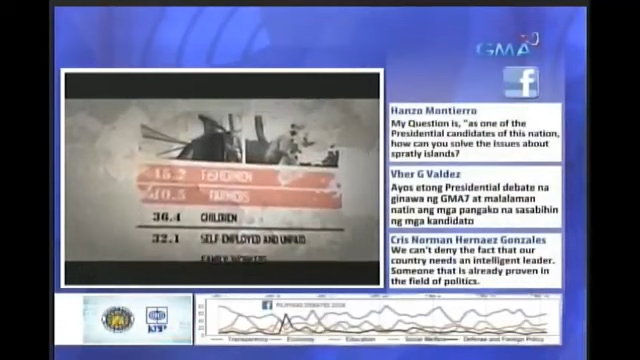 GMA
f
Hanzo Montierro
My Question is, "as one of the
Presidential candidates of this nation,
how can you solve the issues about
spratly islands?
Vher G Valdez
Ayos etong Presidential debate na
ginawa ng GMA7 at malalaman
natin ang mga pangako na sasabihin
ng mga kandidato
Cris Norman Hernaez Gonzales
We can't deny the fact that our
country needs an intelligent leader.
Someone that is already proven in
the field of politics.
FISHERMEN
FARMERS
36.4 CHILDREN
32.1 SELF EMPLOYED AND UNPAID
FAMILY WORKERS
KBP
PILIPINAS DEBATES 2016
Transparency Economy Education Social Welfare Defense and Foreign Policy